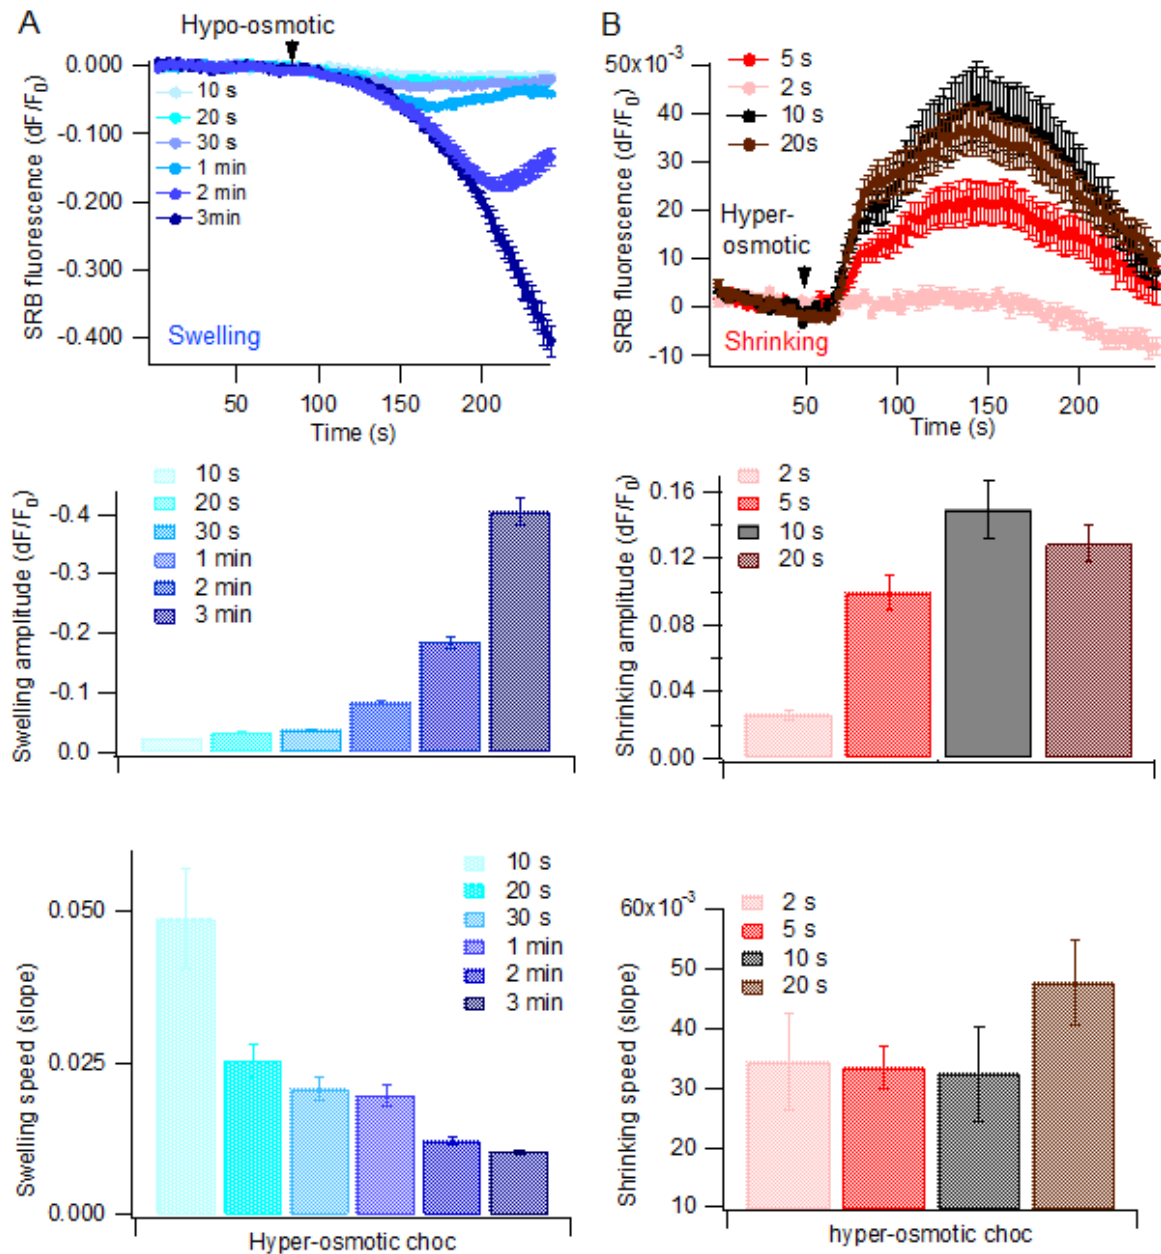 A
Hypo-osmotic
SRB fluorescence (dF/F0)
0.000
-0.100
-0.200
-0.300
-0.400
10 s
20 s
30 s
1 min
2 min
3min
Swelling
50
100
150
200
Time (s)
B
SRB fluorescence (dF/F0)
50x10-3
40
30
20
10
0
-10
5 s
2 s
10 s
20s
Hyper-
osmotic
Shrinking
50
100
150
200
Time (s)
Swelling amplitude (dF/F0)
-0.4
-0.3
-0.2
-0.1
0.0
10 s
20 s
30 s
1 min
2 min
3 min
Shrinking amplitude (dF/F0)
0.16
0.12
0.08
0.04
0.00
2 s
5 s
10 s
20 s
Swelling speed (slope)
0.050
0.025
0.000
10 s
20 s
30 s
1 min
2 min
3 min
Hyper-osmotic choc
Shrinking speed (slope)
60x10-3
50
40
30
20
10
2 s
5 s
10 s
20 s
hyper-osmotic choc